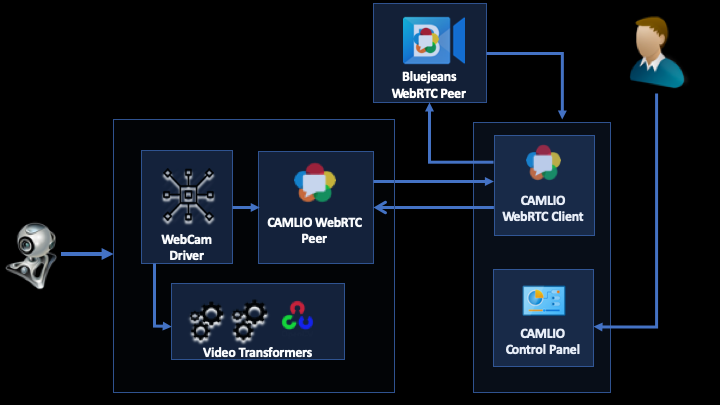 Bluejeans
WebRTC Peer
WebCam
Driver
CAMLIO WebRTC
Peer
CAMLIO
WebRTC Client
Video Transformers
CAMLIO
Control Panel